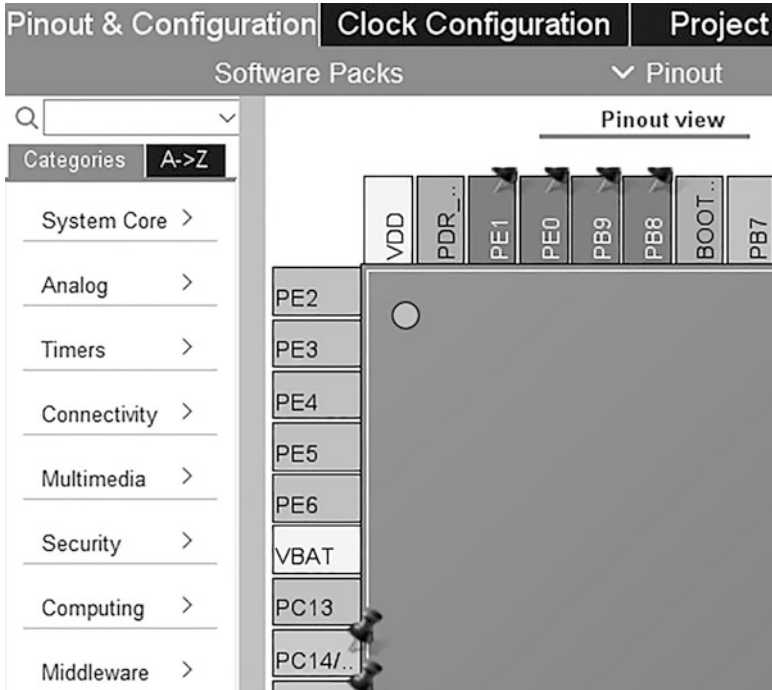 Pinout & Configuration Clock Configuration Project
Software Packs Pinout
Categories A->Z
Pinout view
System Core
Analog
Timers
Connectivity
Multimedia
Security
Computing
Middleware
VDD
PDR_..
PE1
PE0
PB9
PB8
BOOT..
PB7
PE2
PE3
PE4
PE5
PE6
VBAT
PC13
PC14/..